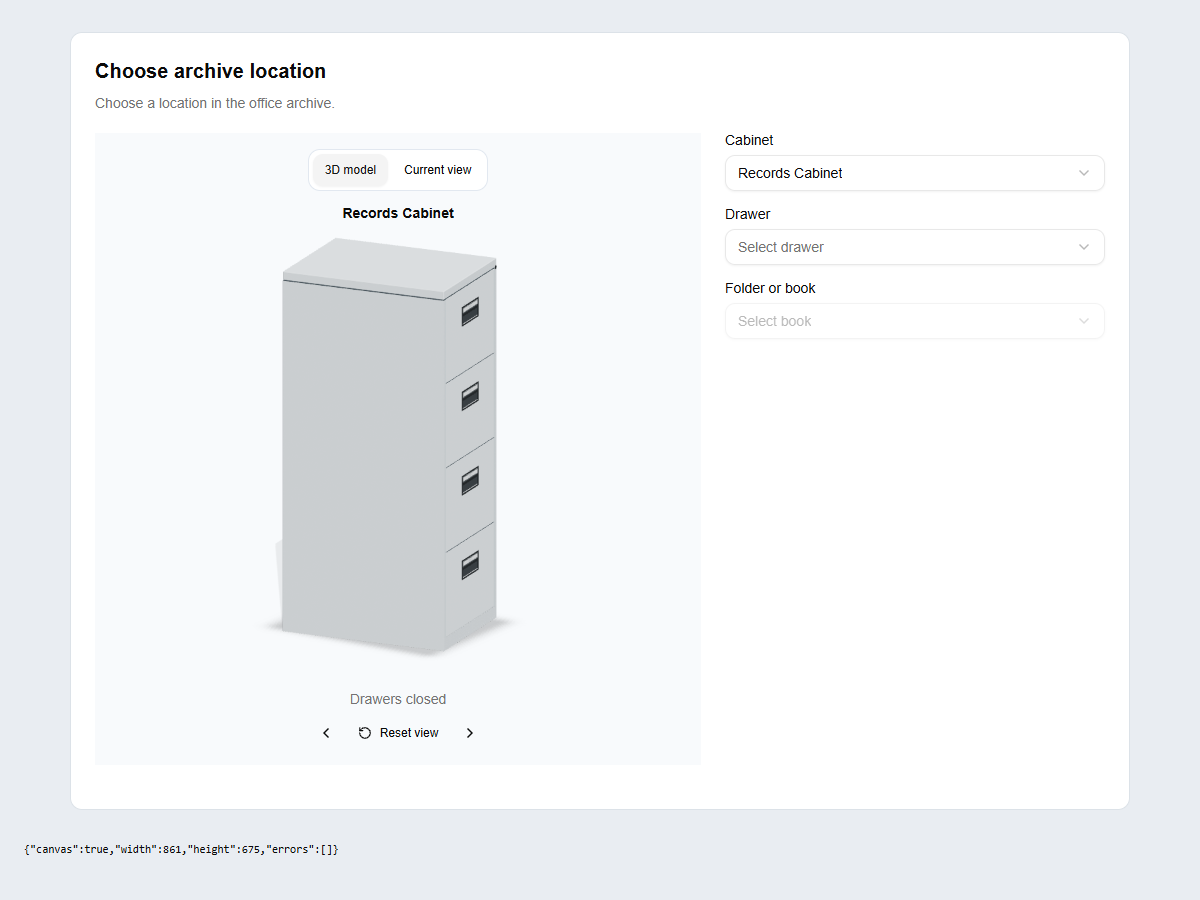 Choose archive location
Choose a location in the office archive.
3D model
Current view
Records Cabinet
Drawers closed
Reset view
Cabinet
Records Cabinet
Drawer
Select drawer
Folder or book
Select book
{"canvas":true,"width":861,"height":675,"errors":[]}